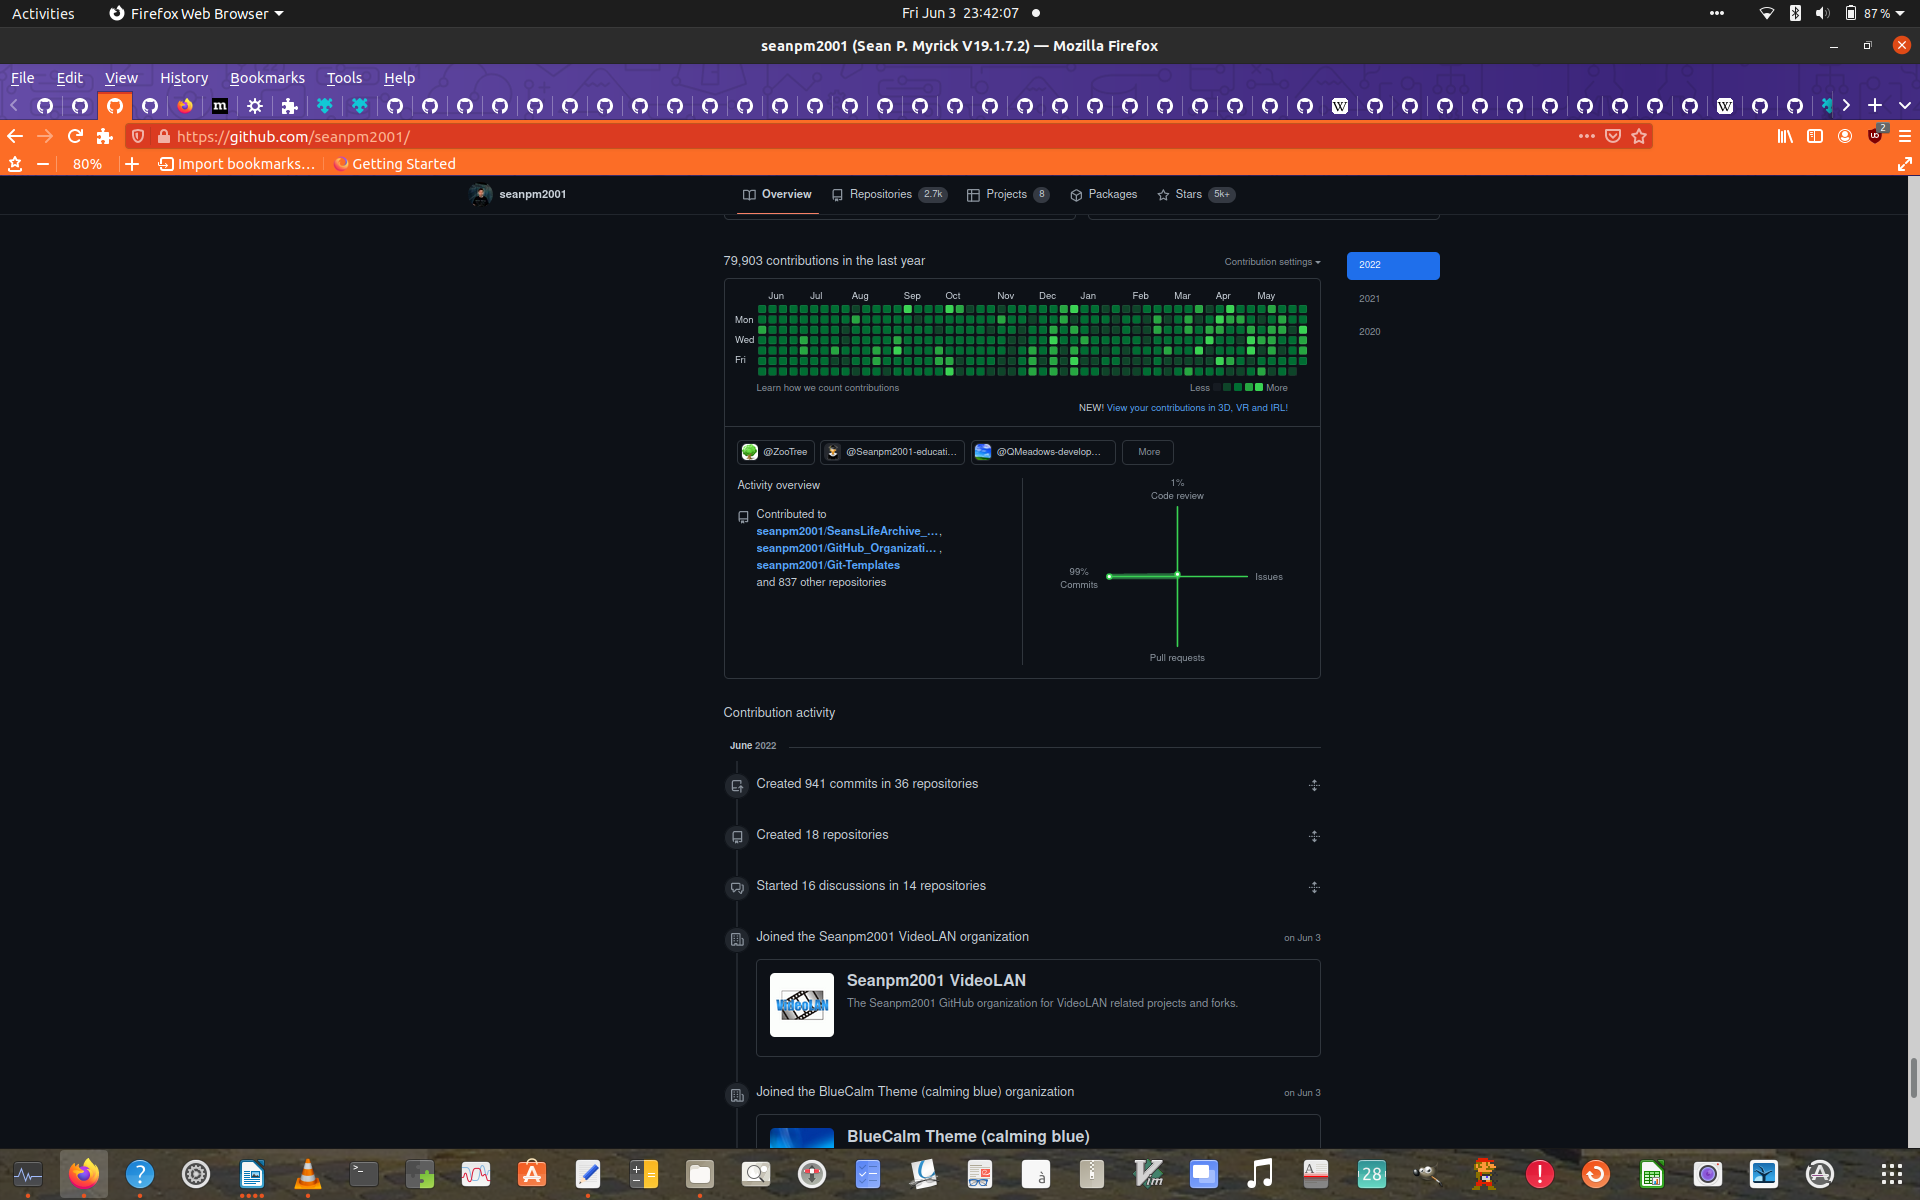 Activities
Firefox Web Browser
Fri Jun 3 23:42:07
87 %
seanpm2001 (Sean P. Myrick V19.1.7.2) — Mozilla Firefox
File Edit View History Bookmarks Tools Help
https://github.com/seanpm2001/
2
80%
Import bookmarks...
Getting Started
seanpm2001
Overview
Repositories 2.7k
Projects 8
Packages
Stars 5k+
79,903 contributions in the last year
Contribution settings
2022
2021
2020
Jun Jul Aug Sep Oct Nov Dec Jan Feb Mar Apr May
Mon
Wed
Fri
Learn how we count contributions
Less More
NEW! View your contributions in 3D, VR and IRL!
@ZooTree
@Seanpm2001-educati...
@QMeadows-develop...
More
Activity overview
Contributed to
seanpm2001/SeansLifeArchive_...,
seanpm2001/GitHub_Organizati... ,
seanpm2001/Git-Templates
and 837 other repositories
1%
Code review
99%
Commits
Issues
Pull requests
Contribution activity
June 2022
Created 941 commits in 36 repositories
Created 18 repositories
Started 16 discussions in 14 repositories
Joined the Seanpm2001 VideoLAN organization
on Jun 3
VideoLAN
Seanpm2001 VideoLAN
The Seanpm2001 GitHub organization for VideoLAN related projects and forks.
Joined the BlueCalm Theme (calming blue) organization
on Jun 3
BlueCalm Theme (calming blue)
28